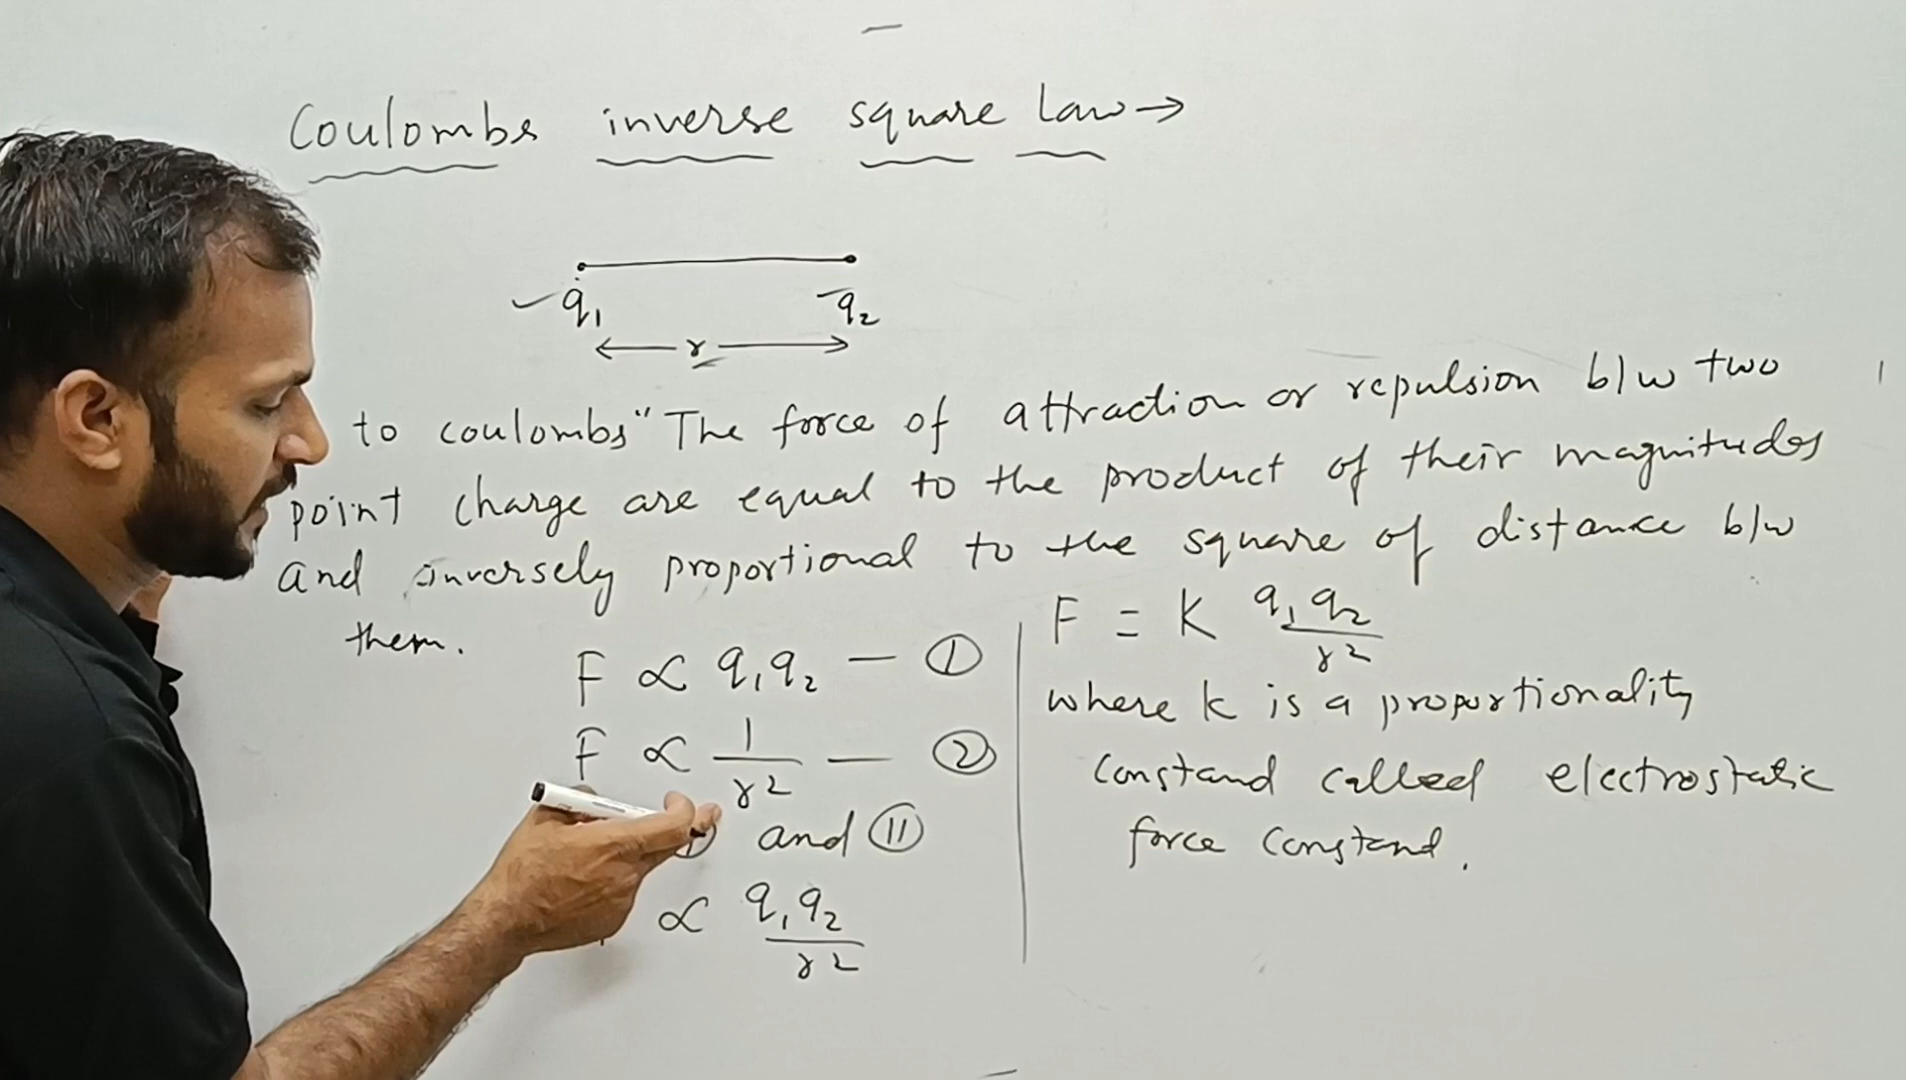 Coulombs inverse square Law→
q1 q2
r
to coulombs "The force of attraction or repulsion b/w two
point charge are equal to the product of their magnitudes
and inversely proportional to the square of distance b/w
them.
F ∝ q1q2 — ①
F ∝ 1/r2 — ②
① and ⑪
∝ q1q2/r2
F = K q1q2/r2
where k is a proportionality
constand called electrostatic
force constand.